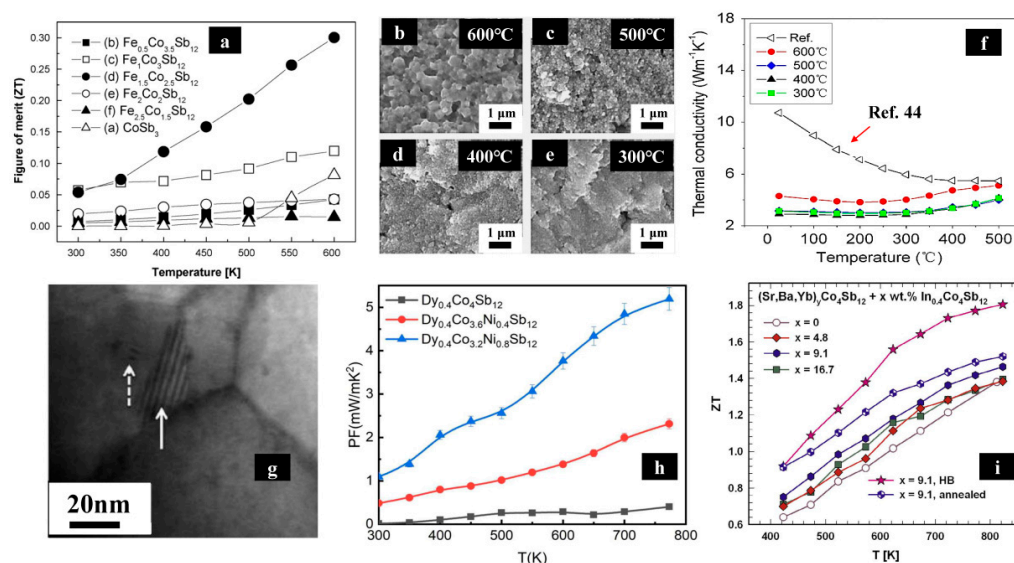 a
Figure of merit (ZT)
0.30
0.25
0.20
0.15
0.10
0.05
0.00
(b) Fe0.5Co3.5Sb12
(c) Fe1Co3Sb12
(d) Fe1.5Co2.5Sb12
(e) Fe2Co2Sb12
(f) Fe2.5Co1.5Sb12
(a) CoSb3
300 350 400 450 500 550 600
Temperature [K]
b
600℃
1 μm
c
500℃
1 μm
d
400℃
1 μm
e
300℃
1 μm
f
Thermal conductivity (Wm-1K-1)
14
10
6
2
Ref.
600℃
500℃
400℃
300℃
Ref. 44
0 100 200 300 400 500
Temperature (℃)
g
20nm
h
PF(mW/mK2)
5
4
3
2
1
0
Dy0.4Co4Sb12
Dy0.4Co3.6Ni0.4Sb12
Dy0.4Co3.2Ni0.8Sb12
300 400 500 600 700 800
T(K)
i
ZT
1.8
1.6
1.4
1.2
1.0
0.8
0.6
(Sr,Ba,Yb)yCo4Sb12 + x wt.% In0.4Co4Sb12
x = 0
x = 4.8
x = 9.1
x = 16.7
x = 9.1, HB
x = 9.1, annealed
400 500 600 700 800
T [K]